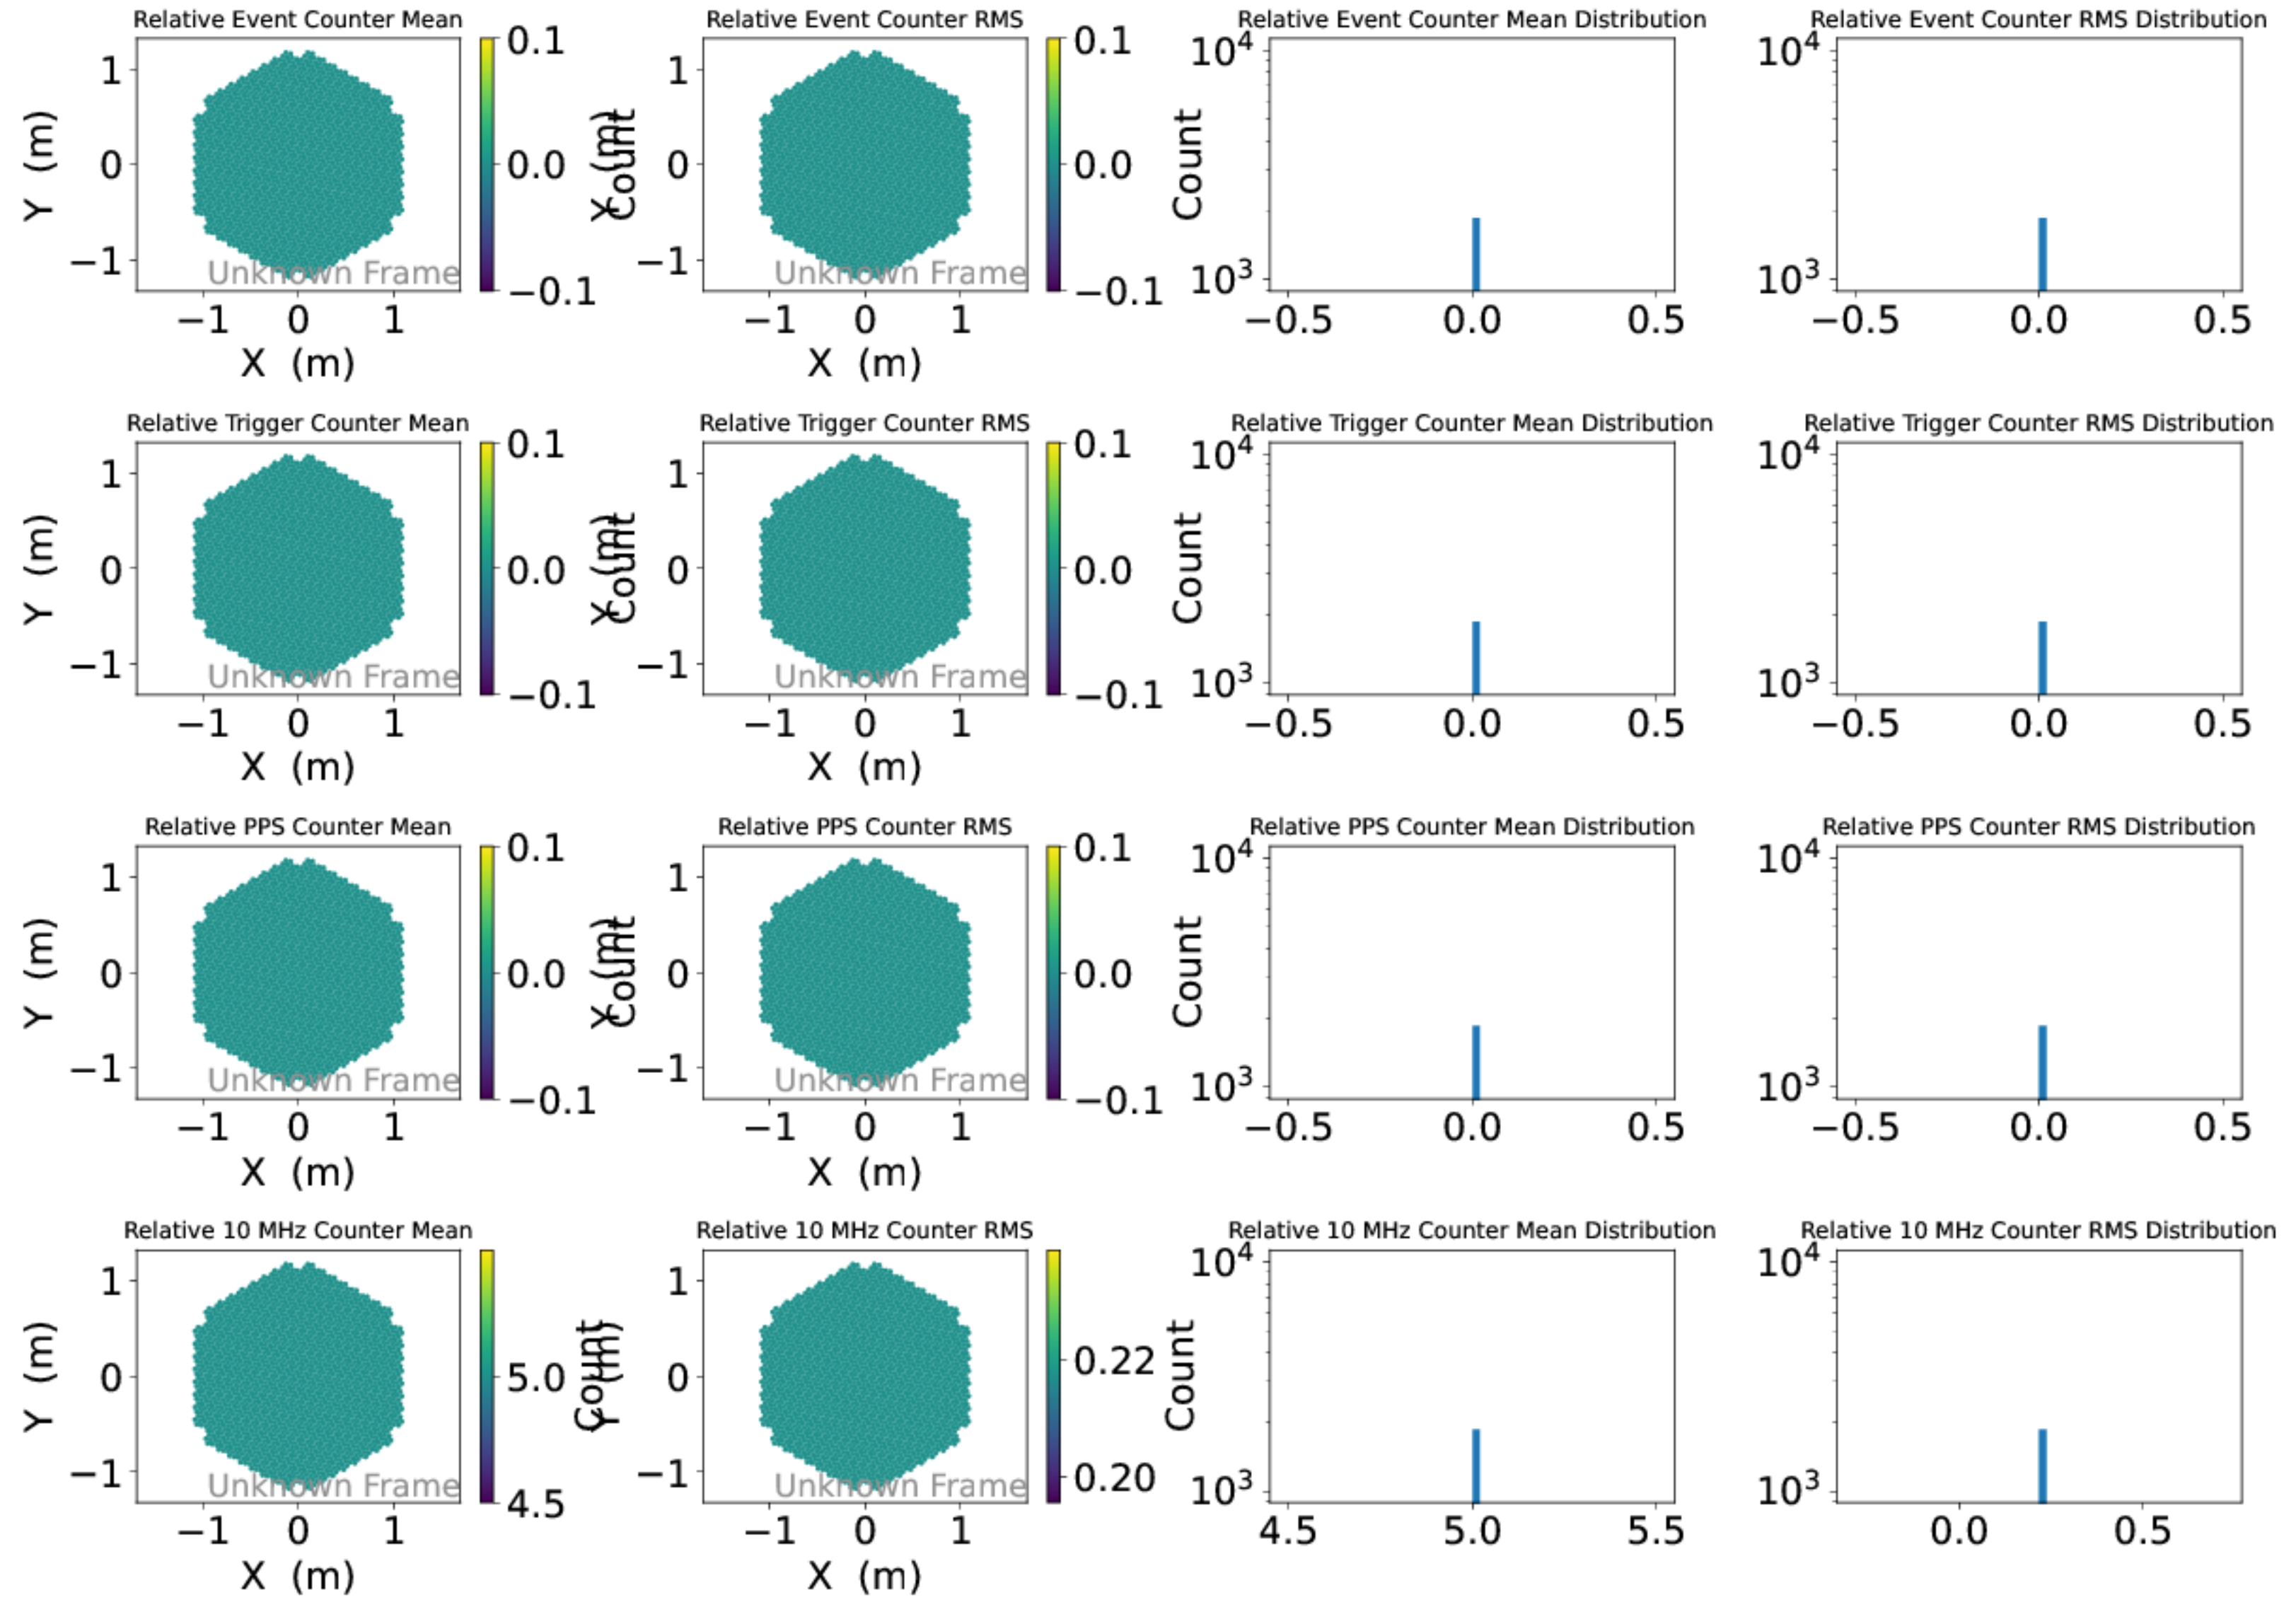 Relative Event Counter Mean
Relative Event Counter RMS
Relative Event Counter Mean Distribution
Relative Event Counter RMS Distribution
Y (m)
1
0
−1
Unknown Frame
−1 0 1
X (m)
0.1
0.0
−0.1
Count
Y (m)
1
0
−1
Unknown Frame
−1 0 1
X (m)
0.1
0.0
−0.1
Count
10⁴
10³
−0.5 0.0 0.5
10⁴
10³
−0.5 0.0 0.5
Relative Trigger Counter Mean
Relative Trigger Counter RMS
Relative Trigger Counter Mean Distribution
Relative Trigger Counter RMS Distribution
Y (m)
1
0
−1
Unknown Frame
−1 0 1
X (m)
0.1
0.0
−0.1
Count
Y (m)
1
0
−1
Unknown Frame
−1 0 1
X (m)
0.1
0.0
−0.1
Count
10⁴
10³
−0.5 0.0 0.5
10⁴
10³
−0.5 0.0 0.5
Relative PPS Counter Mean
Relative PPS Counter RMS
Relative PPS Counter Mean Distribution
Relative PPS Counter RMS Distribution
Y (m)
1
0
−1
Unknown Frame
−1 0 1
X (m)
0.1
0.0
−0.1
Count
Y (m)
1
0
−1
Unknown Frame
−1 0 1
X (m)
0.1
0.0
−0.1
Count
10⁴
10³
−0.5 0.0 0.5
10⁴
10³
−0.5 0.0 0.5
Relative 10 MHz Counter Mean
Relative 10 MHz Counter RMS
Relative 10 MHz Counter Mean Distribution
Relative 10 MHz Counter RMS Distribution
Y (m)
1
0
−1
Unknown Frame
−1 0 1
X (m)
5.0
4.5
Count
Y (m)
1
0
−1
Unknown Frame
−1 0 1
X (m)
0.22
0.20
Count
10⁴
10³
4.5 5.0 5.5
10⁴
10³
0.0 0.5